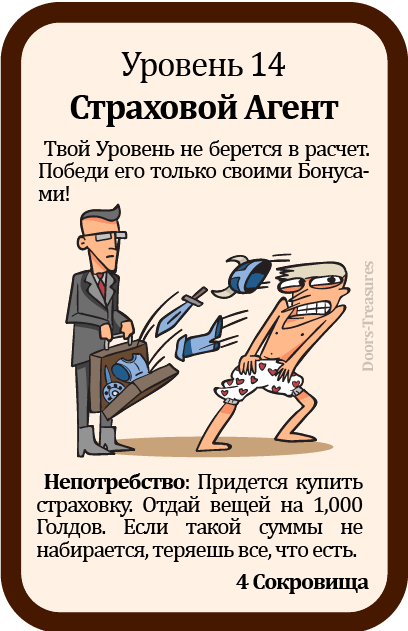 Уровень 14
Страховой Агент
Твой Уровень не берется в расчет.
Победи его только своими Бонуса-
ми!
Doors-Treasures
Непотребство: Придется купить
страховку. Отдай вещей на 1,000
Голдов. Если такой суммы не
набирается, теряешь все, что есть.
4 Сокровища